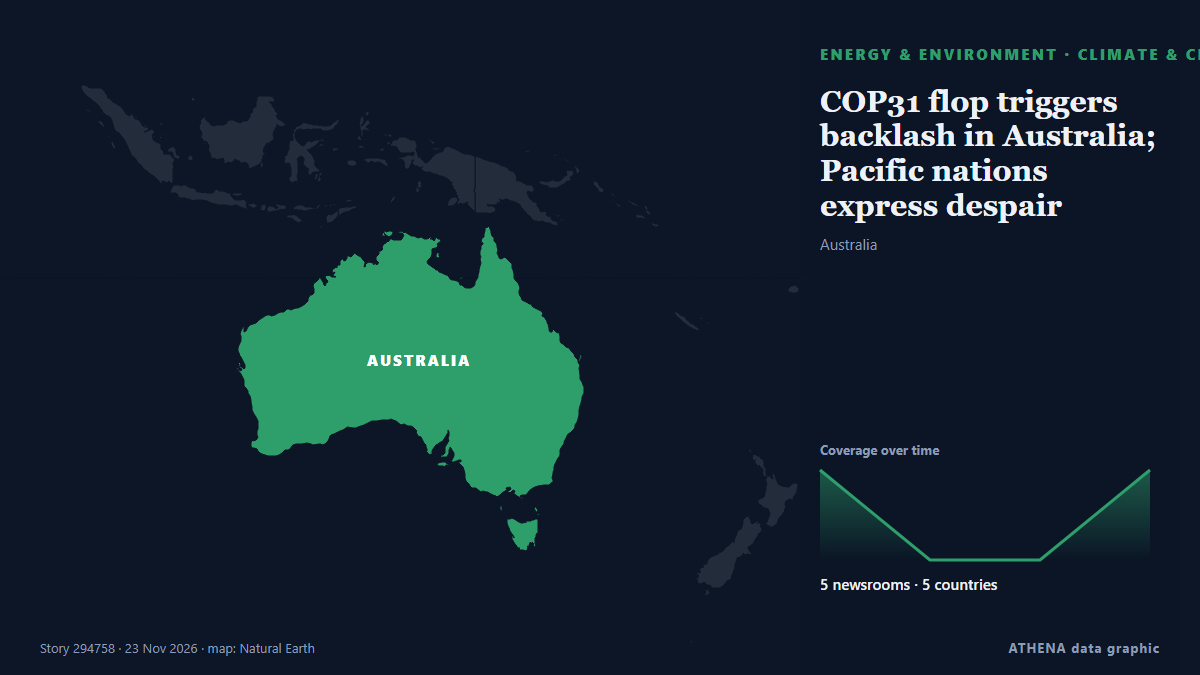 ENERGY & ENVIRONMENT · CLIMATE &
COP31 flop triggers
backlash in Australia;
Pacific nations
express despair
Australia
AUSTRALIA
Coverage over time
5 newsrooms · 5 countries
Story 294758 · 23 Nov 2026 · map: Natural Earth
ATHENA data graphic